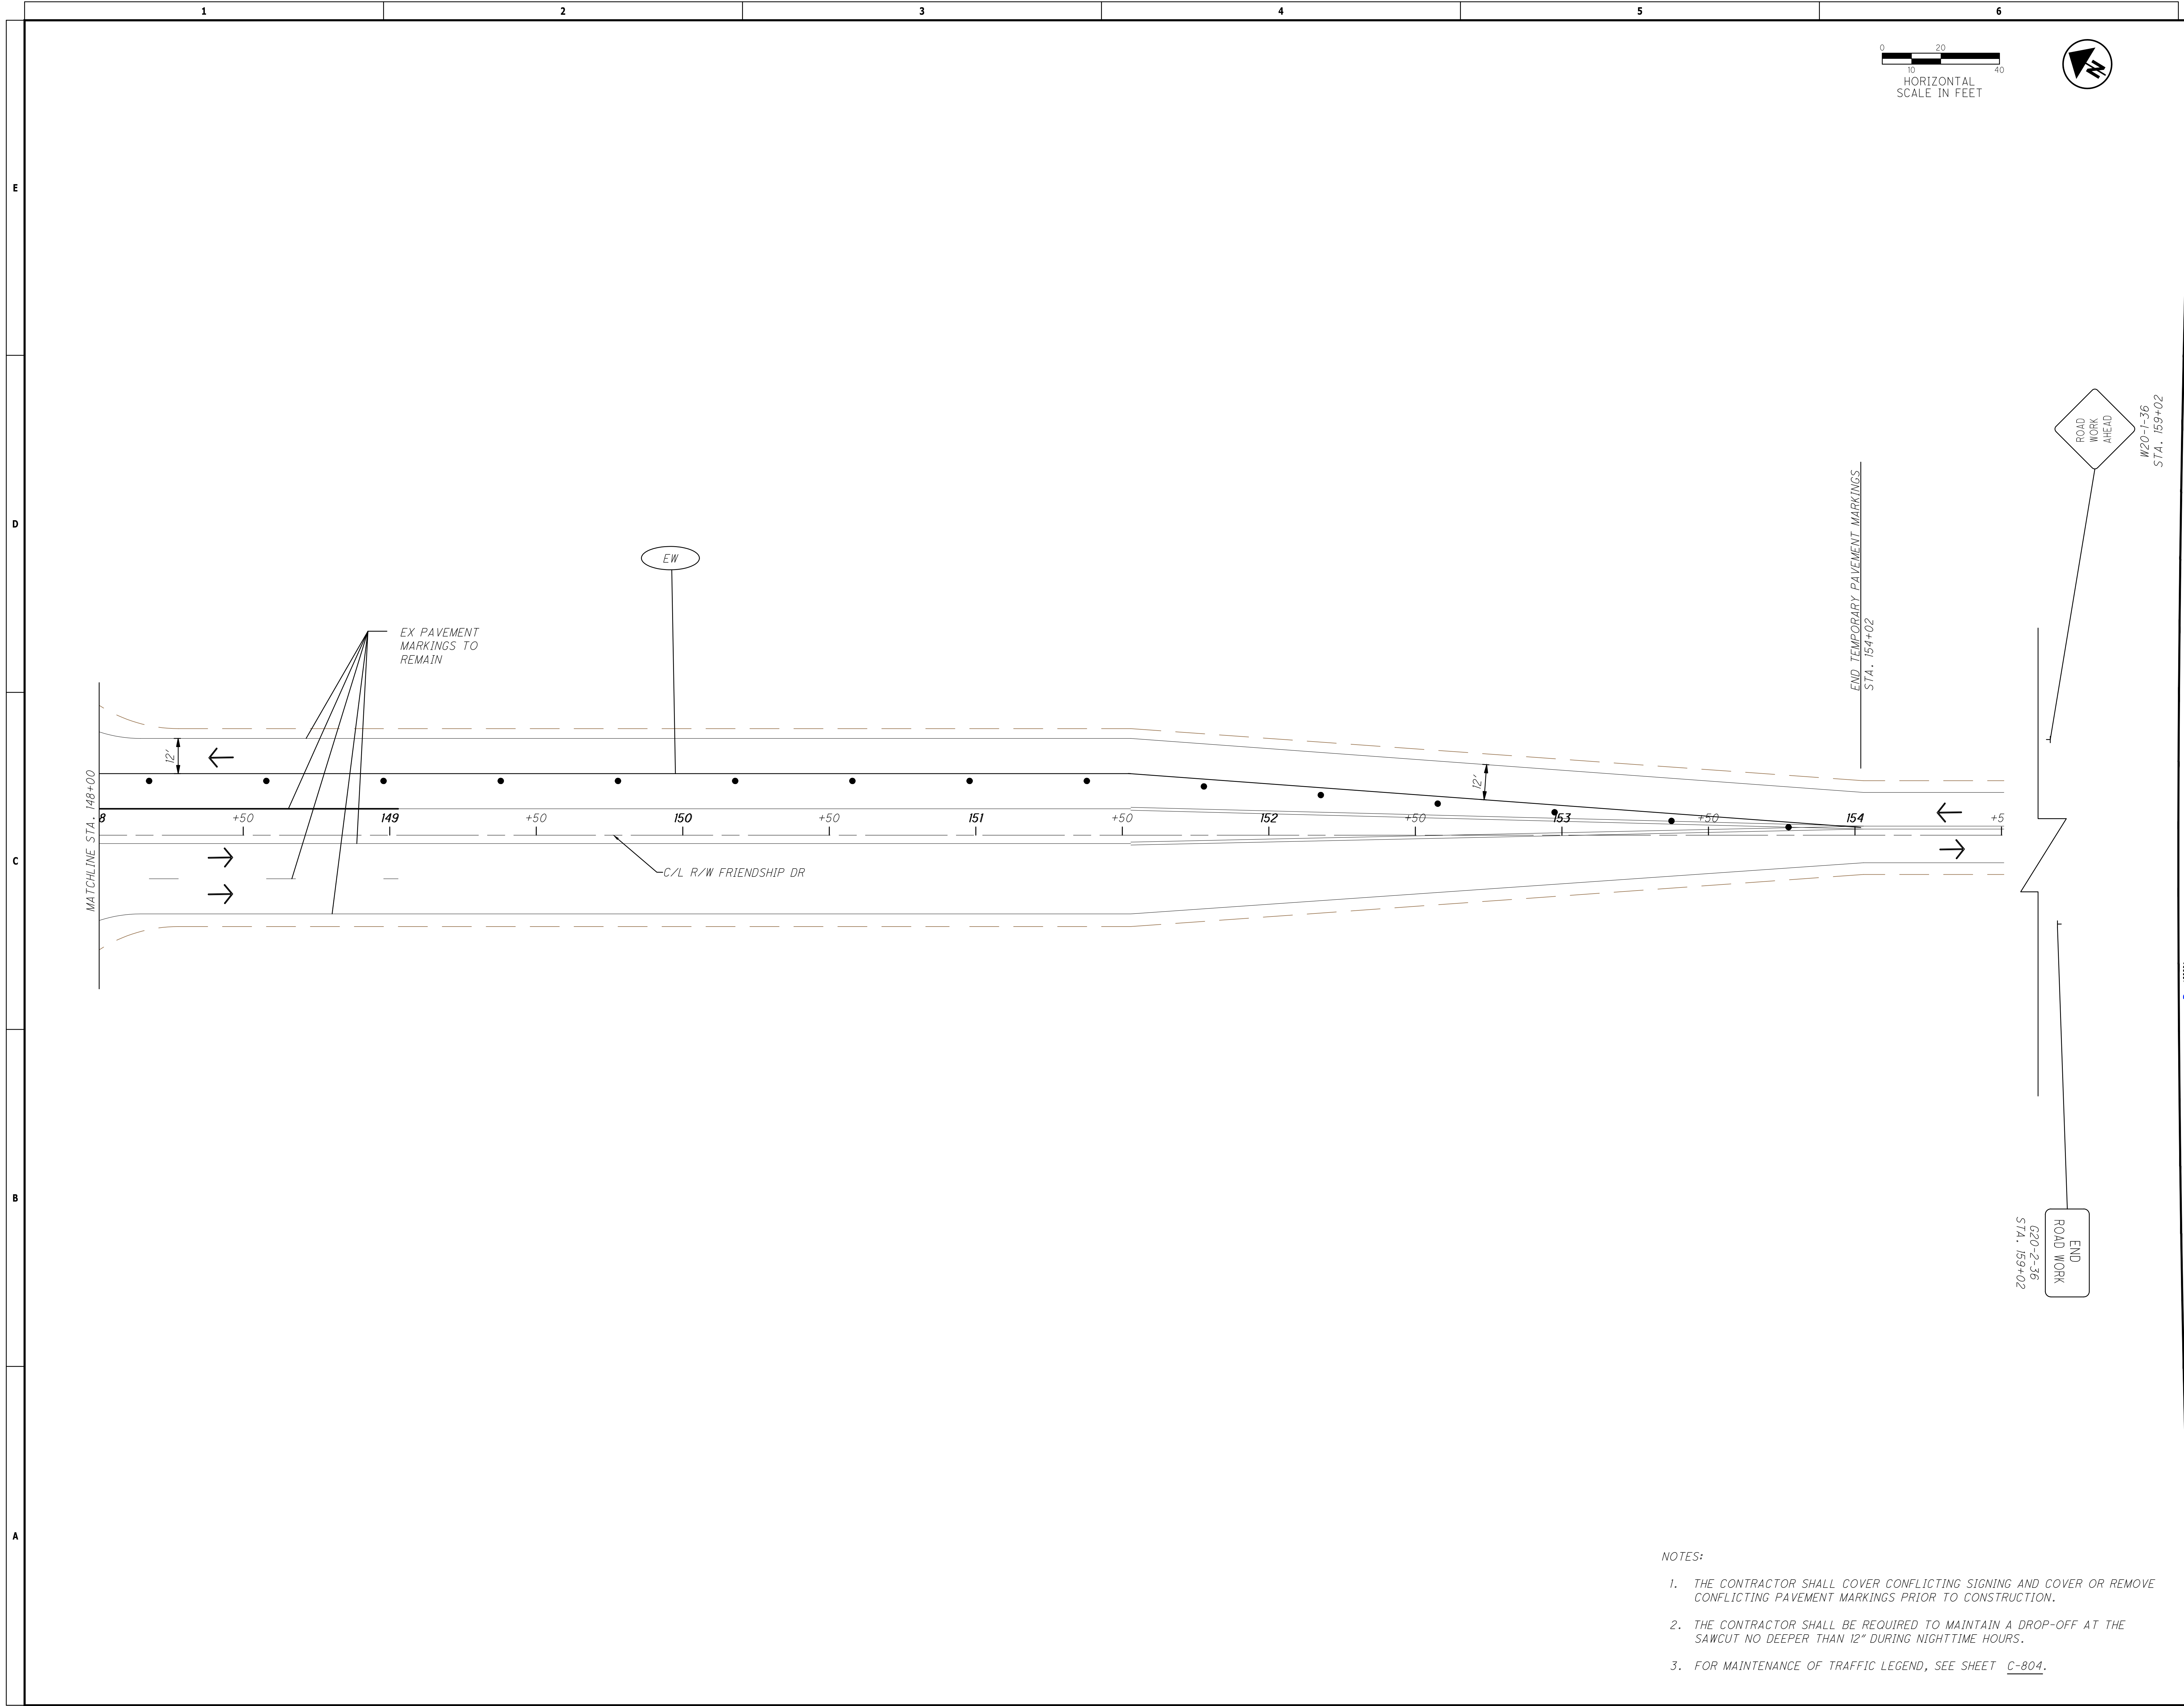 1 2 3 4 5 6
0 20
10 40
HORIZONTAL
SCALE IN FEET
N
E
D
C
B
A
ROAD
WORK
AHEAD
W20-1-36
STA. 159+02
END TEMPORARY PAVEMENT MARKINGS
STA. 154+02
EW
EX PAVEMENT
MARKINGS TO
REMAIN
12'
12'
MATCHLINE STA. 148+00
8 +50 149 +50 150 +50 151 +50 152 +50 153 +50 154 +5
C/L R/W FRIENDSHIP DR
END
ROAD WORK
G20-2-36
STA. 159+02
NOTES:
1. THE CONTRACTOR SHALL COVER CONFLICTING SIGNING AND COVER OR REMOVE
CONFLICTING PAVEMENT MARKINGS PRIOR TO CONSTRUCTION.
2. THE CONTRACTOR SHALL BE REQUIRED TO MAINTAIN A DROP-OFF AT THE
SAWCUT NO DEEPER THAN 12" DURING NIGHTTIME HOURS.
3. FOR MAINTENANCE OF TRAFFIC LEGEND, SEE SHEET C-804.